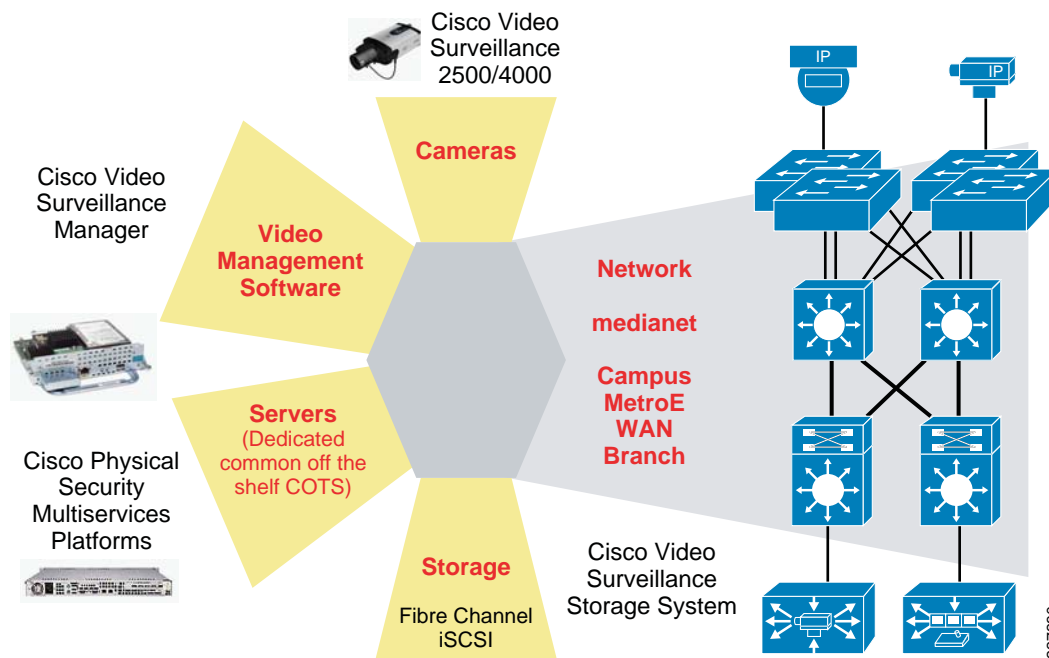 Cisco Video
Surveillance
2500/4000
IP
IP
Cameras
Cisco Video
Surveillance
Manager
Video
Management
Software
Network
medianet
Campus
MetroE
WAN
Branch
Servers
(Dedicated
common off the
shelf COTS)
Cisco Physical
Security
Multiservices
Platforms
Storage
Fibre Channel
iSCSI
Cisco Video
Surveillance
Storage System